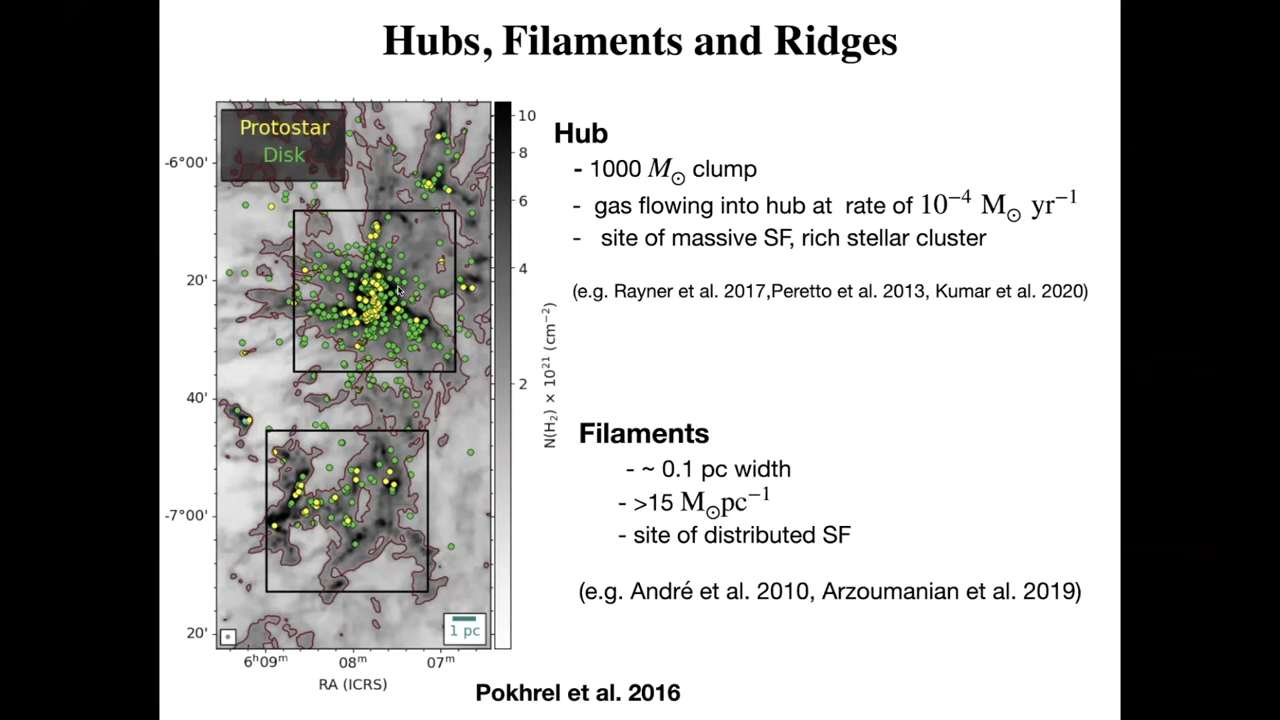 Hubs, Filaments and Ridges
Protostar
Disk
-6°00'
20'
40'
-7°00'
20'
6ʰ09ᵐ
08ᵐ
07ᵐ
RA (ICRS)
1 pc
10
8
6
4
2
N(H₂) × 10²¹ (cm⁻²)
Hub
- 1000 M⊙ clump
- gas flowing into hub at rate of 10⁻⁴ M⊙ yr⁻¹
- site of massive SF, rich stellar cluster
(e.g. Rayner et al. 2017,Peretto et al. 2013, Kumar et al. 2020)
Filaments
- ~ 0.1 pc width
- >15 M⊙pc⁻¹
- site of distributed SF
(e.g. André et al. 2010, Arzoumanian et al. 2019)
Pokhrel et al. 2016